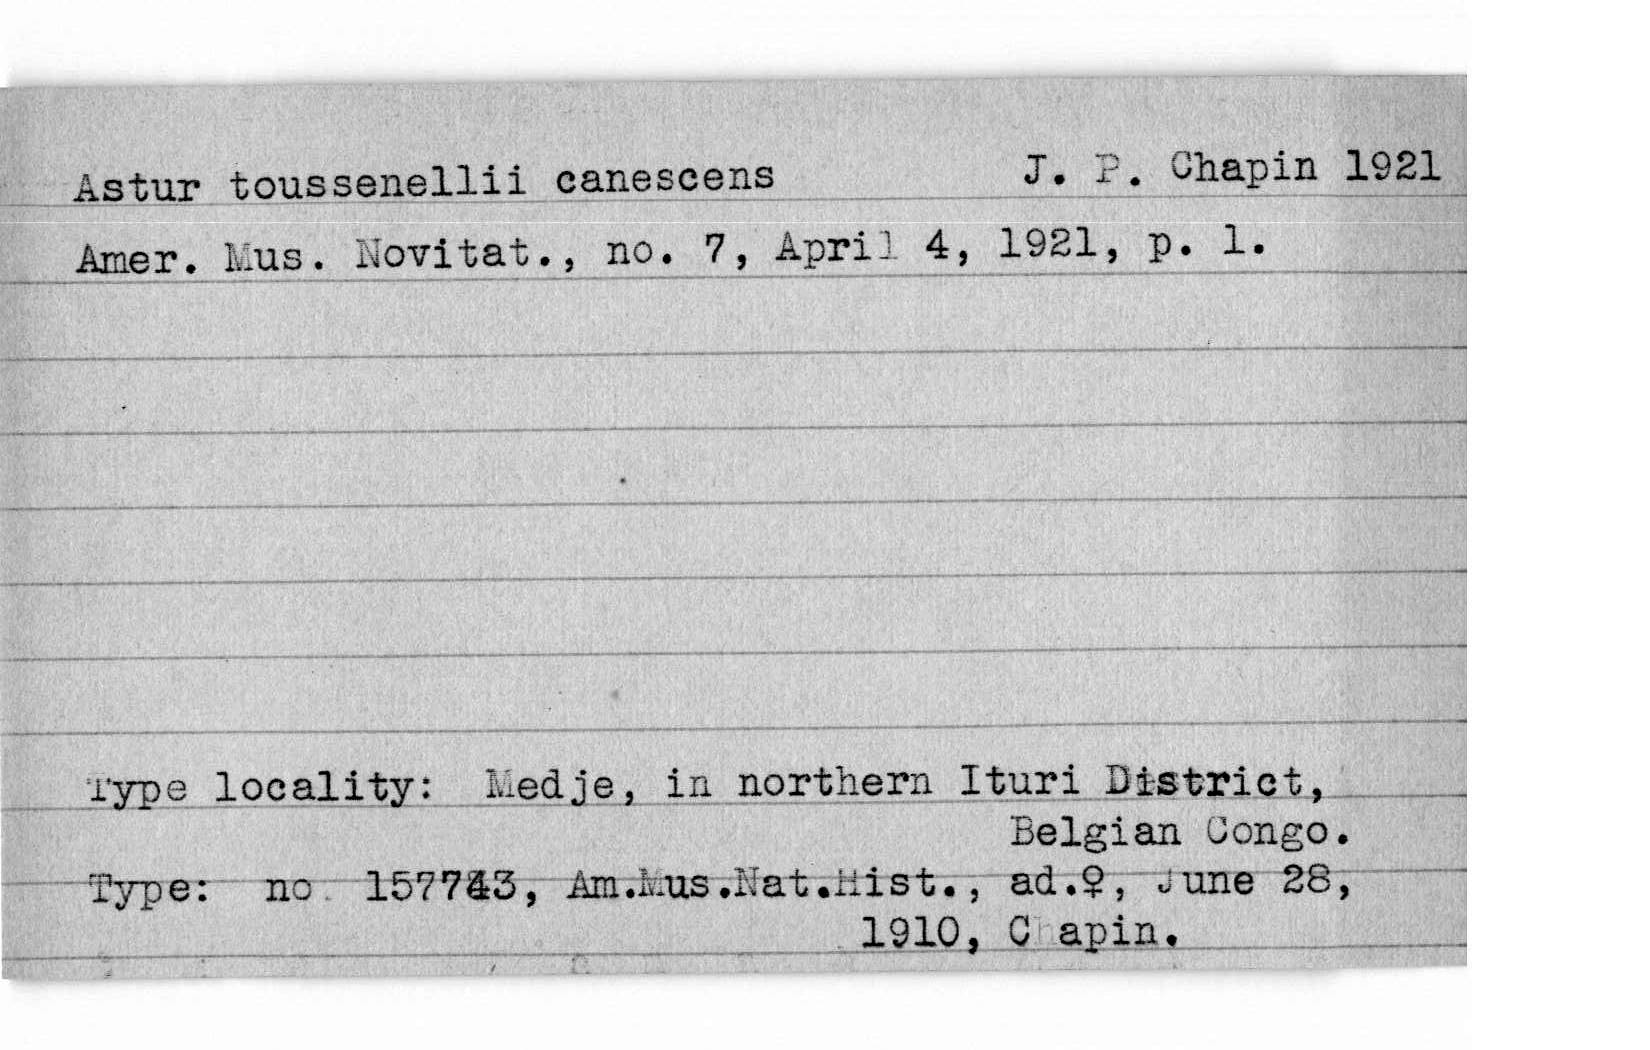 Astur toussenellii canescens J. P. Chapin 1921
Amer. Mus. Novitat., no. 7, April 4, 1921, p. 1.
Type locality: Medje, in northern Ituri District,
Belgian Congo.
Type: no. 157743, Am.Mus.Nat.Hist., ad.♀, June 28,
1910, Chapin.